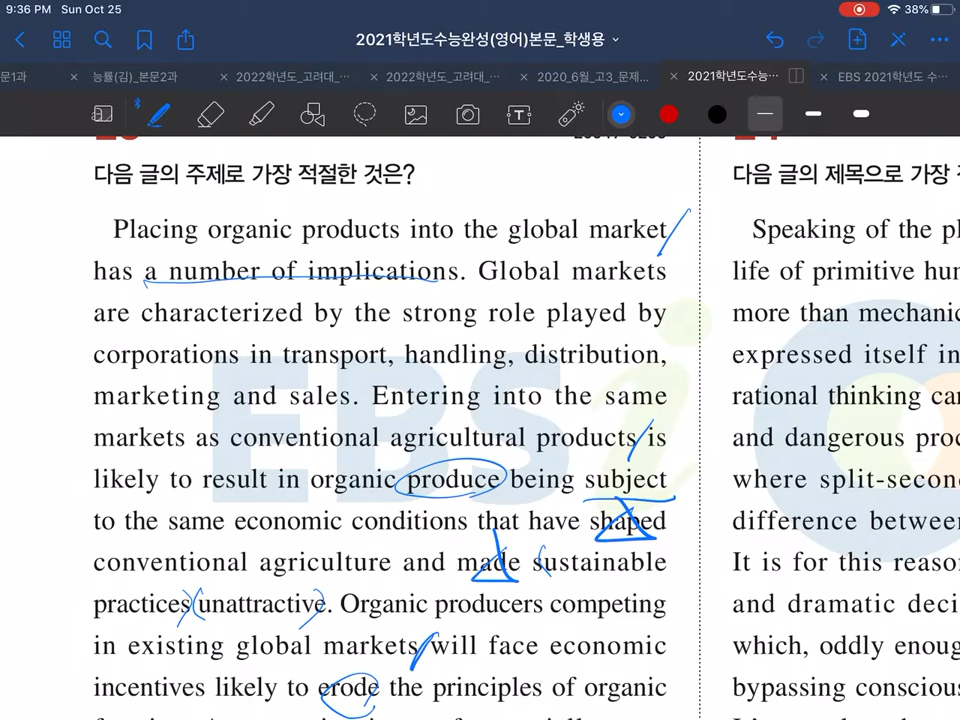 9:36 PM Sun Oct 25
38%
2021학년도수능완성(영어)본문_학생용
문1과
능률(김)_본문2과
2022학년도_고려대_…
2022학년도_고려대_…
2020_6월_고3_문제…
2021학년도수능…
EBS 2021학년도 수…
다음 글의 주제로 가장 적절한 것은?
Placing organic products into the global market
has a number of implications. Global markets
are characterized by the strong role played by
corporations in transport, handling, distribution,
marketing and sales. Entering into the same
markets as conventional agricultural products is
likely to result in organic produce being subject
to the same economic conditions that have shaped
conventional agriculture and made sustainable
practices unattractive. Organic producers competing
in existing global markets will face economic
incentives likely to erode the principles of organic
다음 글의 제목으로 가장
Speaking of the
life of primitive
more than
expressed itself in
rational thinking
and dangerous
where
difference
It is for this
and dramatic
which, oddly
bypassing
EBSi